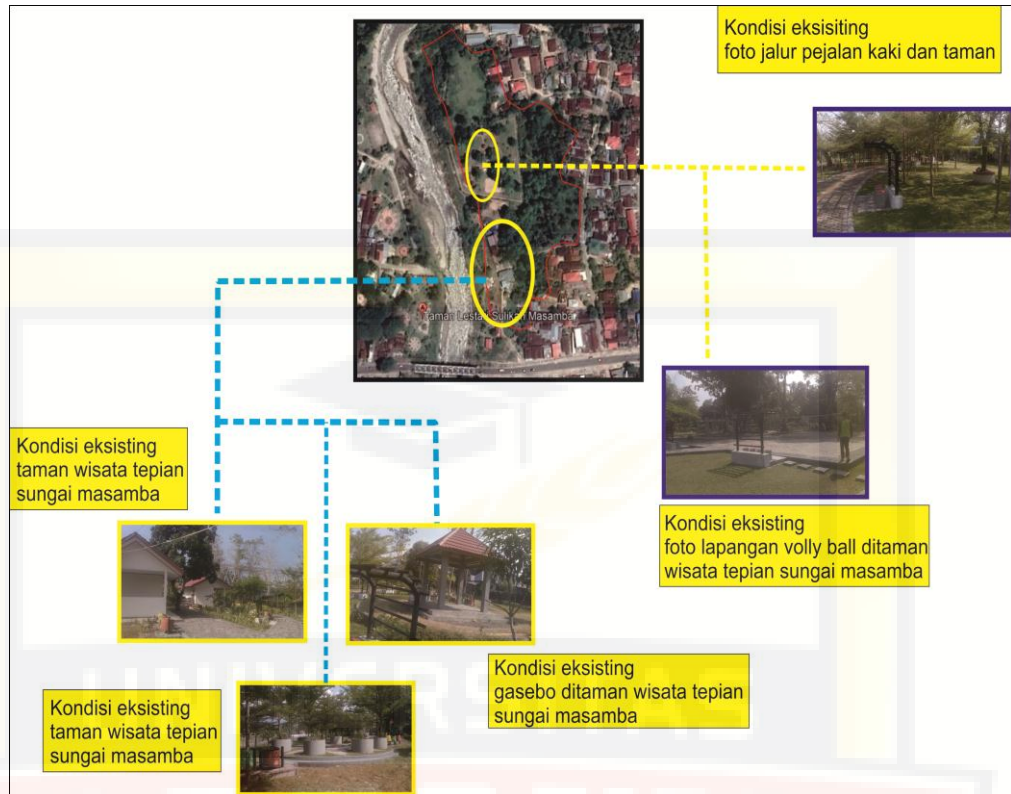 Kondisi eksisiting
foto jalur pejalan kaki dan taman
Taman Lestari Sulikan Masamba
Kondisi eksisting
taman wisata tepian
sungai masamba
Kondisi eksisting
foto lapangan volly ball ditaman
wisata tepian sungai masamba
Kondisi eksisting
gasebo ditaman wisata tepian
sungai masamba
Kondisi eksisting
taman wisata tepian
sungai masamba
UNIVERSITAS